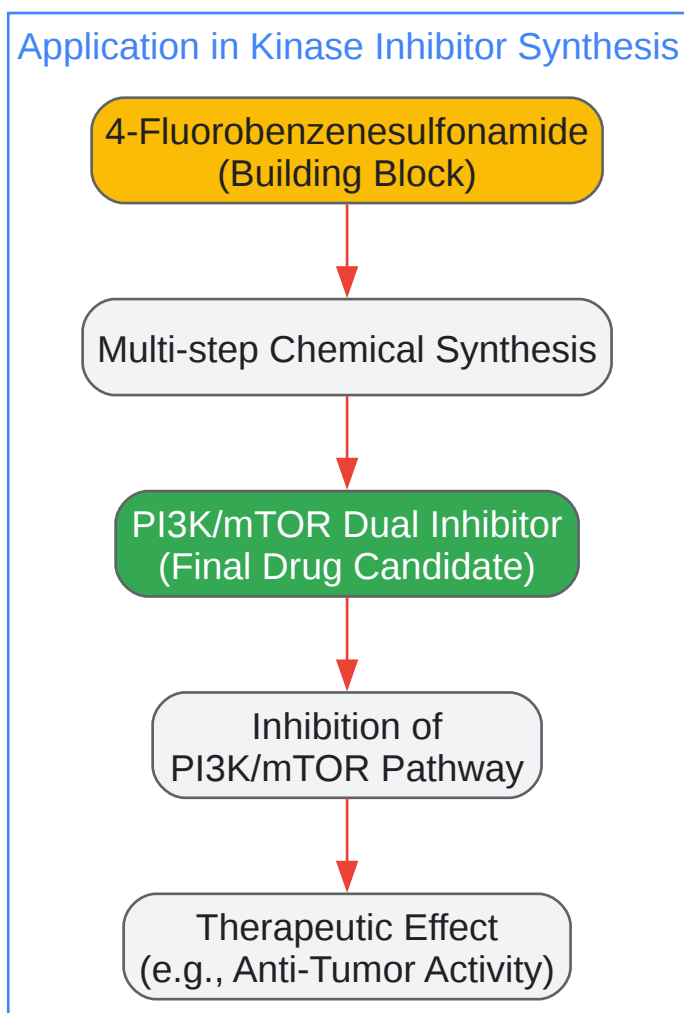 Application in Kinase Inhibitor Synthesis
4-Fluorobenzenesulfonamide
(Building Block)
Multi-step Chemical Synthesis
PI3K/mTOR Dual Inhibitor
(Final Drug Candidate)
Inhibition of
PI3K/mTOR Pathway
Therapeutic Effect
(e.g., Anti-Tumor Activity)